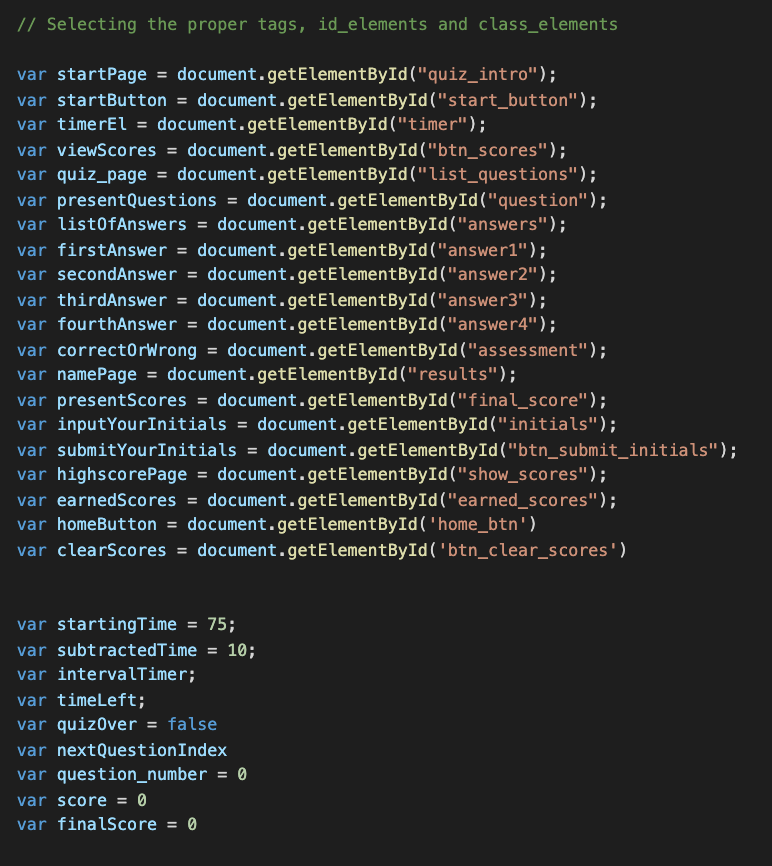 // Selecting the proper tags, id_elements and class_elements
var startPage = document.getElementById("quiz_intro");
var startButton = document.getElementById("start_button");
var timerEl = document.getElementById("timer");
var viewScores = document.getElementById("btn_scores");
var quiz_page = document.getElementById("list_questions");
var presentQuestions = document.getElementById("question");
var listOfAnswers = document.getElementById("answers");
var firstAnswer = document.getElementById("answer1");
var secondAnswer = document.getElementById("answer2");
var thirdAnswer = document.getElementById("answer3");
var fourthAnswer = document.getElementById("answer4");
var correctOrWrong = document.getElementById("assessment");
var namePage = document.getElementById("results");
var presentScores = document.getElementById("final_score");
var inputYourInitials = document.getElementById("initials");
var submitYourInitials = document.getElementById("btn_submit_initials");
var highscorePage = document.getElementById("show_scores");
var earnedScores = document.getElementById("earned_scores");
var homeButton = document.getElementById('home_btn')
var clearScores = document.getElementById('btn_clear_scores')
var startingTime = 75;
var subtractedTime = 10;
var intervalTimer;
var timeLeft;
var quizOver = false
var nextQuestionIndex
var question_number = 0
var score = 0
var finalScore = 0